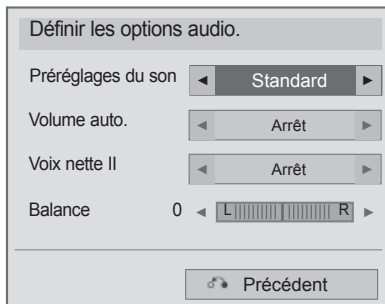 Définir les options audio.
Préréglages du son ◄ Standard ►
Volume auto. ◄ Arrêt ►
Voix nette II ◄ Arrêt ►
Balance 0 ◄ L R ►
Précédent